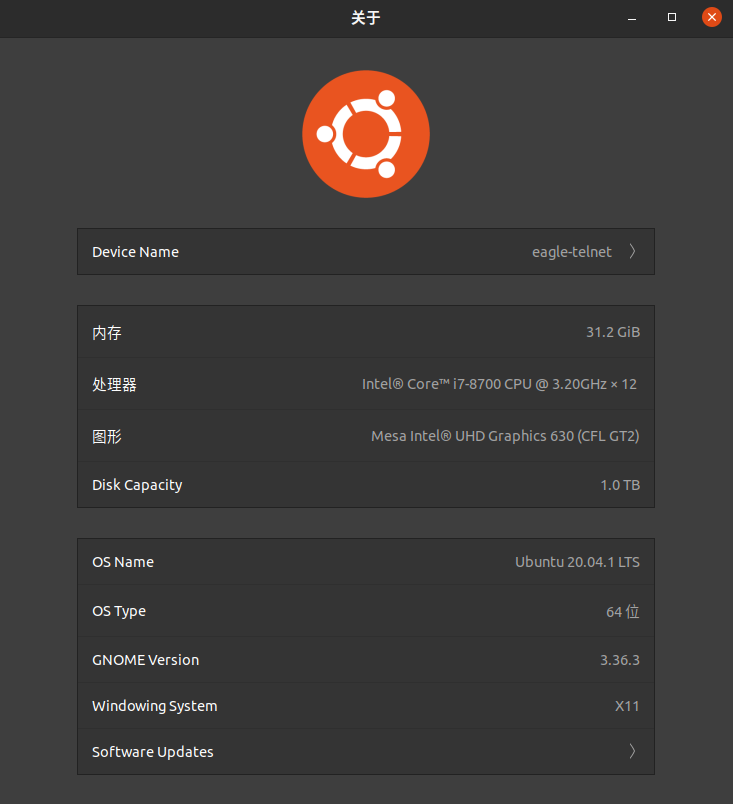 关于
Device Name eagle-telnet
内存 31.2 GiB
处理器 Intel® Core™ i7-8700 CPU @ 3.20GHz × 12
图形 Mesa Intel® UHD Graphics 630 (CFL GT2)
Disk Capacity 1.0 TB
OS Name Ubuntu 20.04.1 LTS
OS Type 64 位
GNOME Version 3.36.3
Windowing System X11
Software Updates